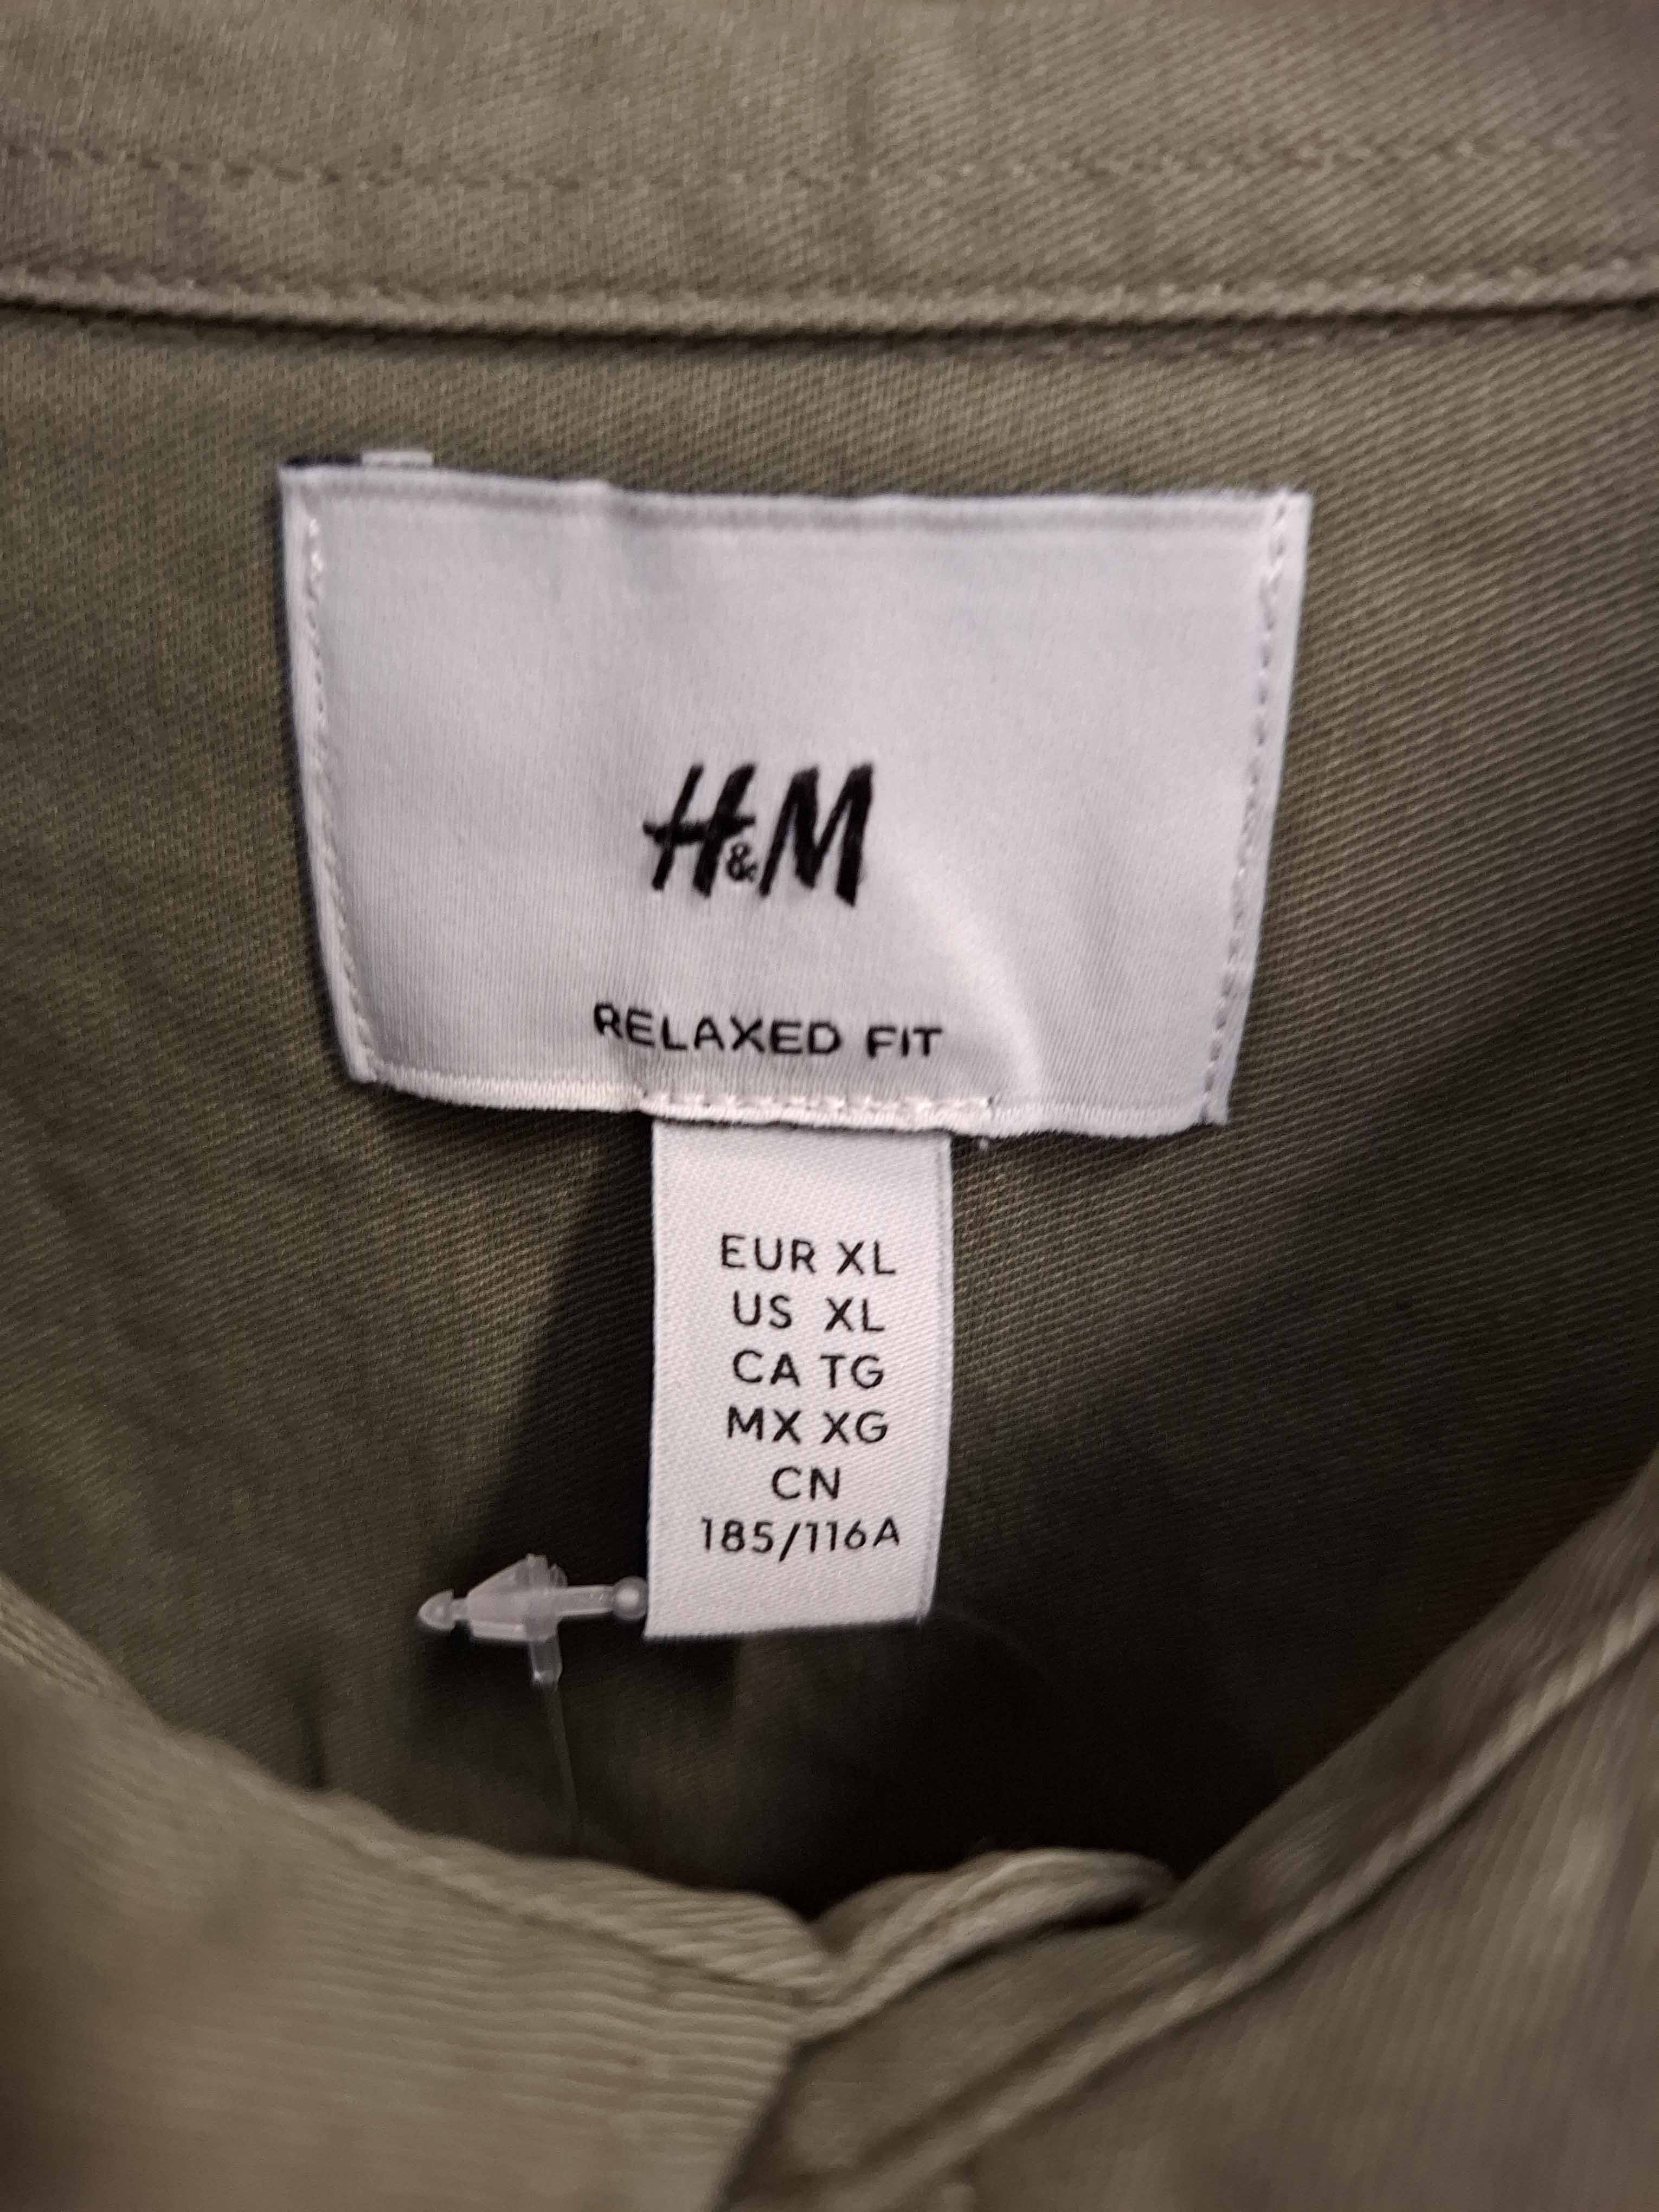 H&M
RELAXED FIT
EUR XL
US XL
CA TG
MX XG
CN
185/116A